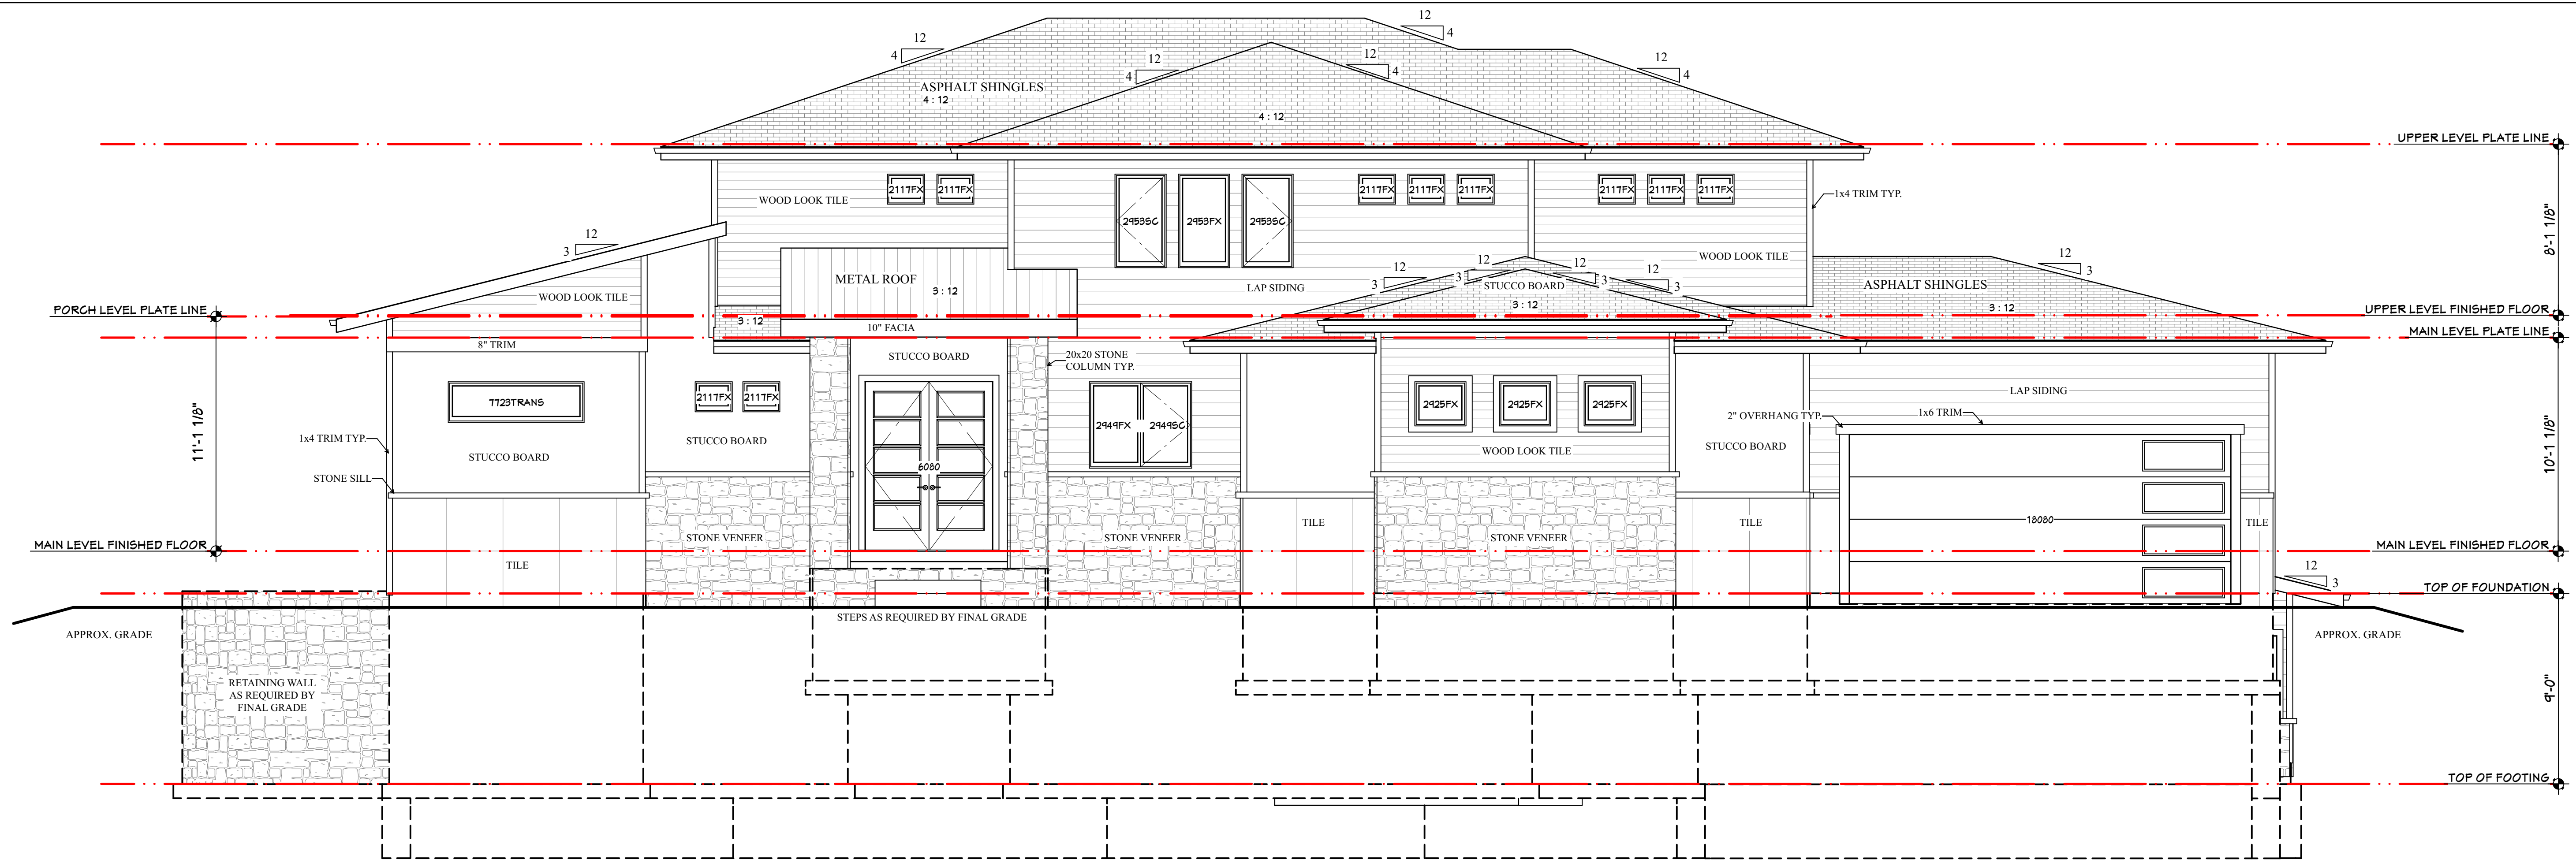 12
4
12
4
12
4
12
4
12
4
ASPHALT SHINGLES
4 : 12
4 : 12
UPPER LEVEL PLATE LINE
2117FX
2117FX
2117FX
2117FX
2117FX
2117FX
2117FX
2117FX
WOOD LOOK TILE
1x4 TRIM TYP.
2953SC
2953FX
2953SC
8'-1 1/8"
12
3
WOOD LOOK TILE
METAL ROOF
3 : 12
LAP SIDING
12
3
12
3
12
3
12
3
STUCCO BOARD
3 : 12
12
3
ASPHALT SHINGLES
3 : 12
WOOD LOOK TILE
PORCH LEVEL PLATE LINE
3 : 12
10" FACIA
UPPER LEVEL FINISHED FLOOR
MAIN LEVEL PLATE LINE
8" TRIM
STUCCO BOARD
20x20 STONE
COLUMN TYP.
7723TRANS
2117FX
2117FX
2949FX
2949SC
2925FX
2925FX
2925FX
LAP SIDING
2" OVERHANG TYP.
1x6 TRIM
11'-1 1/8"
1x4 TRIM TYP.
STUCCO BOARD
STUCCO BOARD
WOOD LOOK TILE
STUCCO BOARD
10'-1 1/8"
6080
STONE SILL
TILE
STONE VENEER
STONE VENEER
TILE
STONE VENEER
TILE
18080
TILE
MAIN LEVEL FINISHED FLOOR
MAIN LEVEL FINISHED FLOOR
12
3
TOP OF FOUNDATION
STEPS AS REQUIRED BY FINAL GRADE
APPROX. GRADE
APPROX. GRADE
RETAINING WALL
AS REQUIRED BY
FINAL GRADE
9'-0"
TOP OF FOOTING